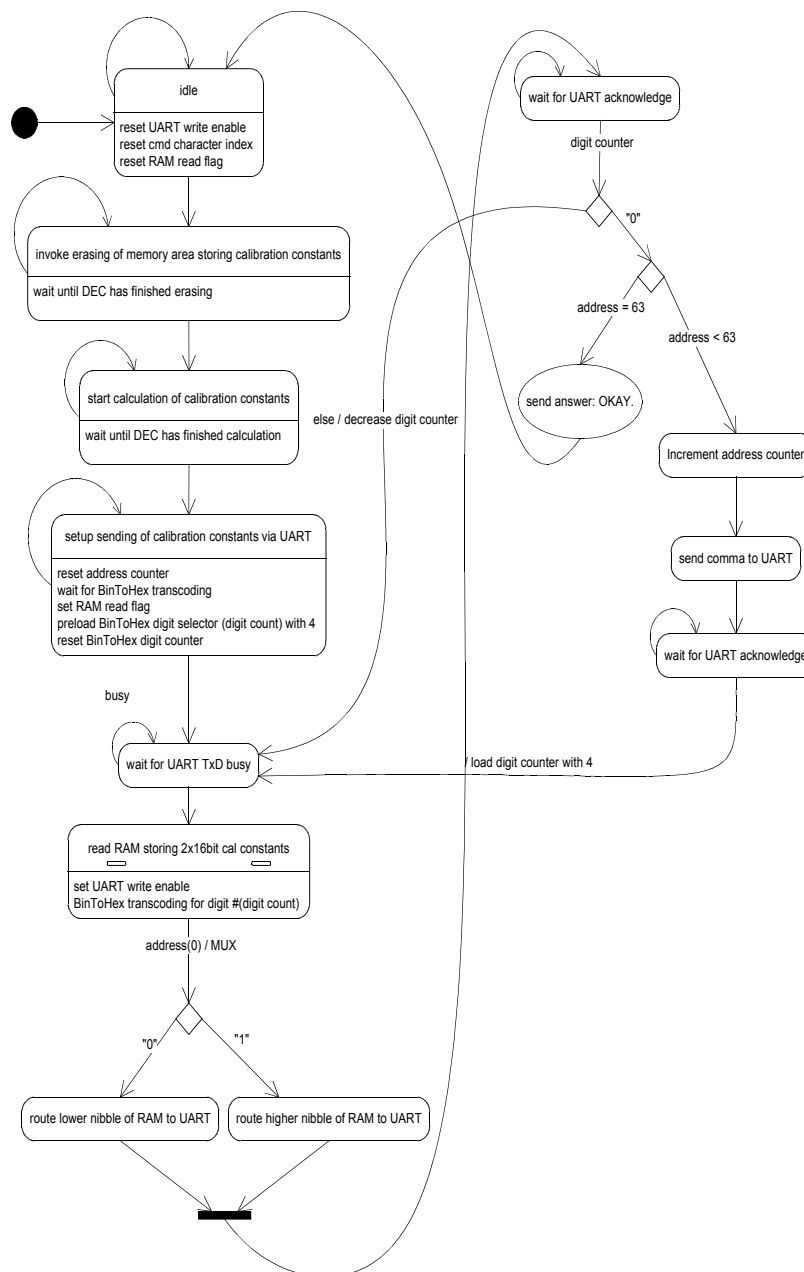 idle
reset UART write enable
reset cmd character index
reset RAM read flag
invoke erasing of memory area storing calibration constants
wait until DEC has finished erasing
start calculation of calibration constants
wait until DEC has finished calculation
setup sending of calibration constants via UART
reset address counter
wait for BinToHex transcoding
set RAM read flag
preload BinToHex digit selector (digit count) with 4
reset BinToHex digit counter
busy
wait for UART TxD busy
read RAM storing 2x16bit cal constants
set UART write enable
BinToHex transcoding for digit #(digit count)
address(0) / MUX
"0"
"1"
route lower nibble of RAM to UART
route higher nibble of RAM to UART
wait for UART acknowledge
digit counter
"0"
address = 63
address < 63
send answer: OKAY.
else / decrease digit counter
Increment address counter
send comma to UART
wait for UART acknowledge
/ load digit counter with 4